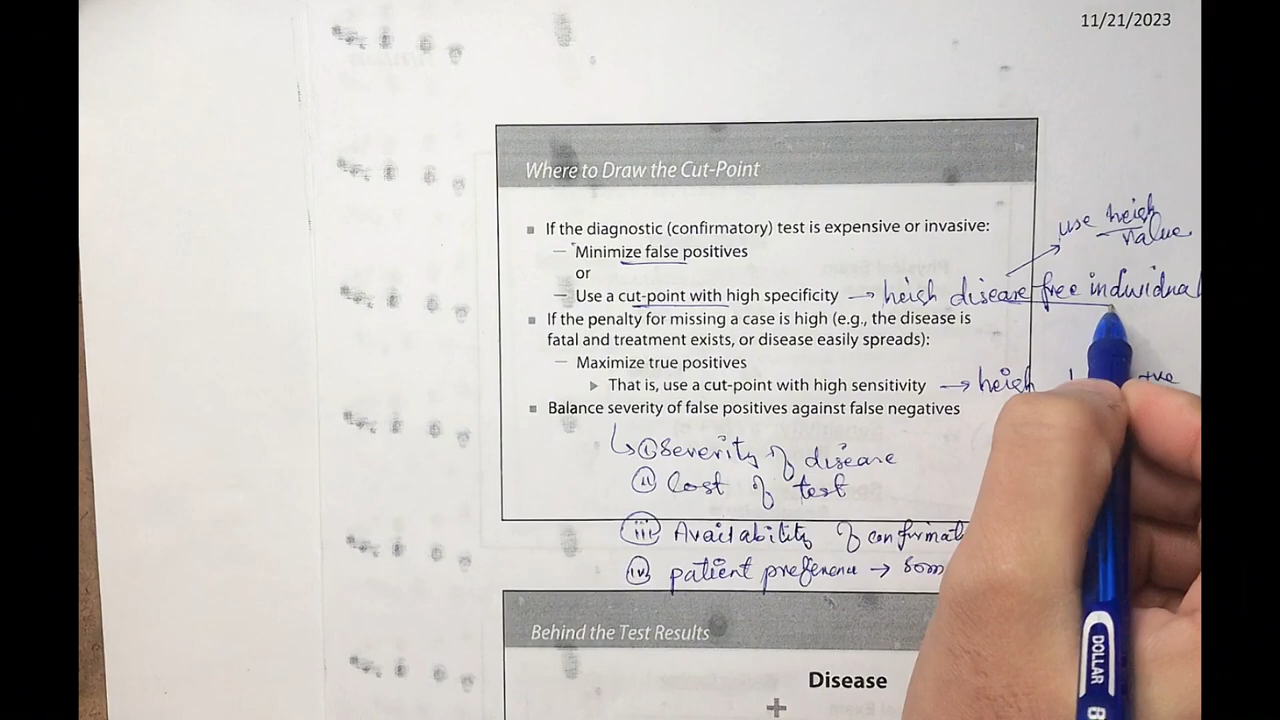 11/21/2023
Where to Draw the Cut-Point
If the diagnostic (confirmatory) test is expensive or invasive:
use heigh
value
— Minimize false positives
or
— Use a cut-point with high specificity → heigh disease free individual
If the penalty for missing a case is high (e.g., the disease is
fatal and treatment exists, or disease easily spreads):
— Maximize true positives
That is, use a cut-point with high sensitivity → heigh +ve
Balance severity of false positives against false negatives
(i) Severity of disease
(ii) Cost of test
(iii) Availability of confirmat
(iv) patient preference → som
Behind the Test Results
Disease
+
DOLLAR